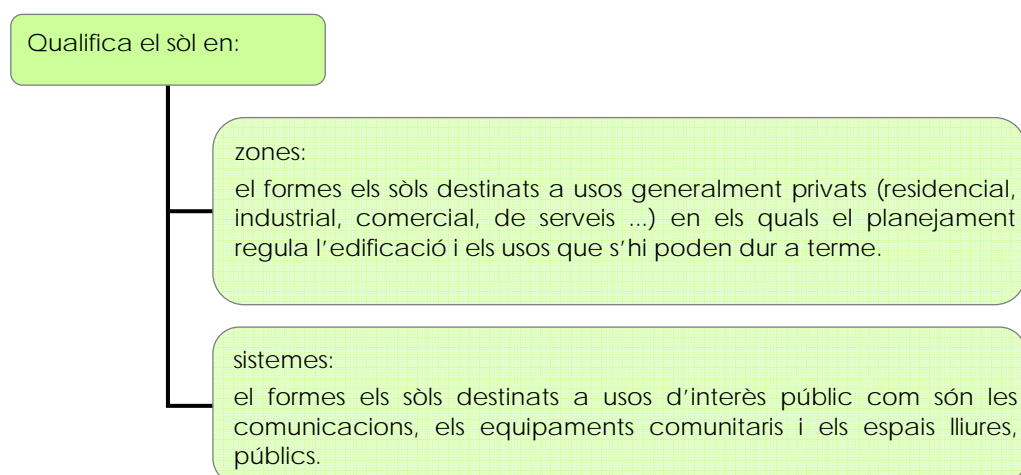 Qualifica el sòl en:
zones:
el formes els sòls destinats a usos generalment privats (residencial,
industrial, comercial, de serveis ...) en els quals el planejament
regula l’edificació i els usos que s’hi poden dur a terme.
sistemes:
el formes els sòls destinats a usos d’interès públic com són les
comunicacions, els equipaments comunitaris i els espais lliures,
públics.